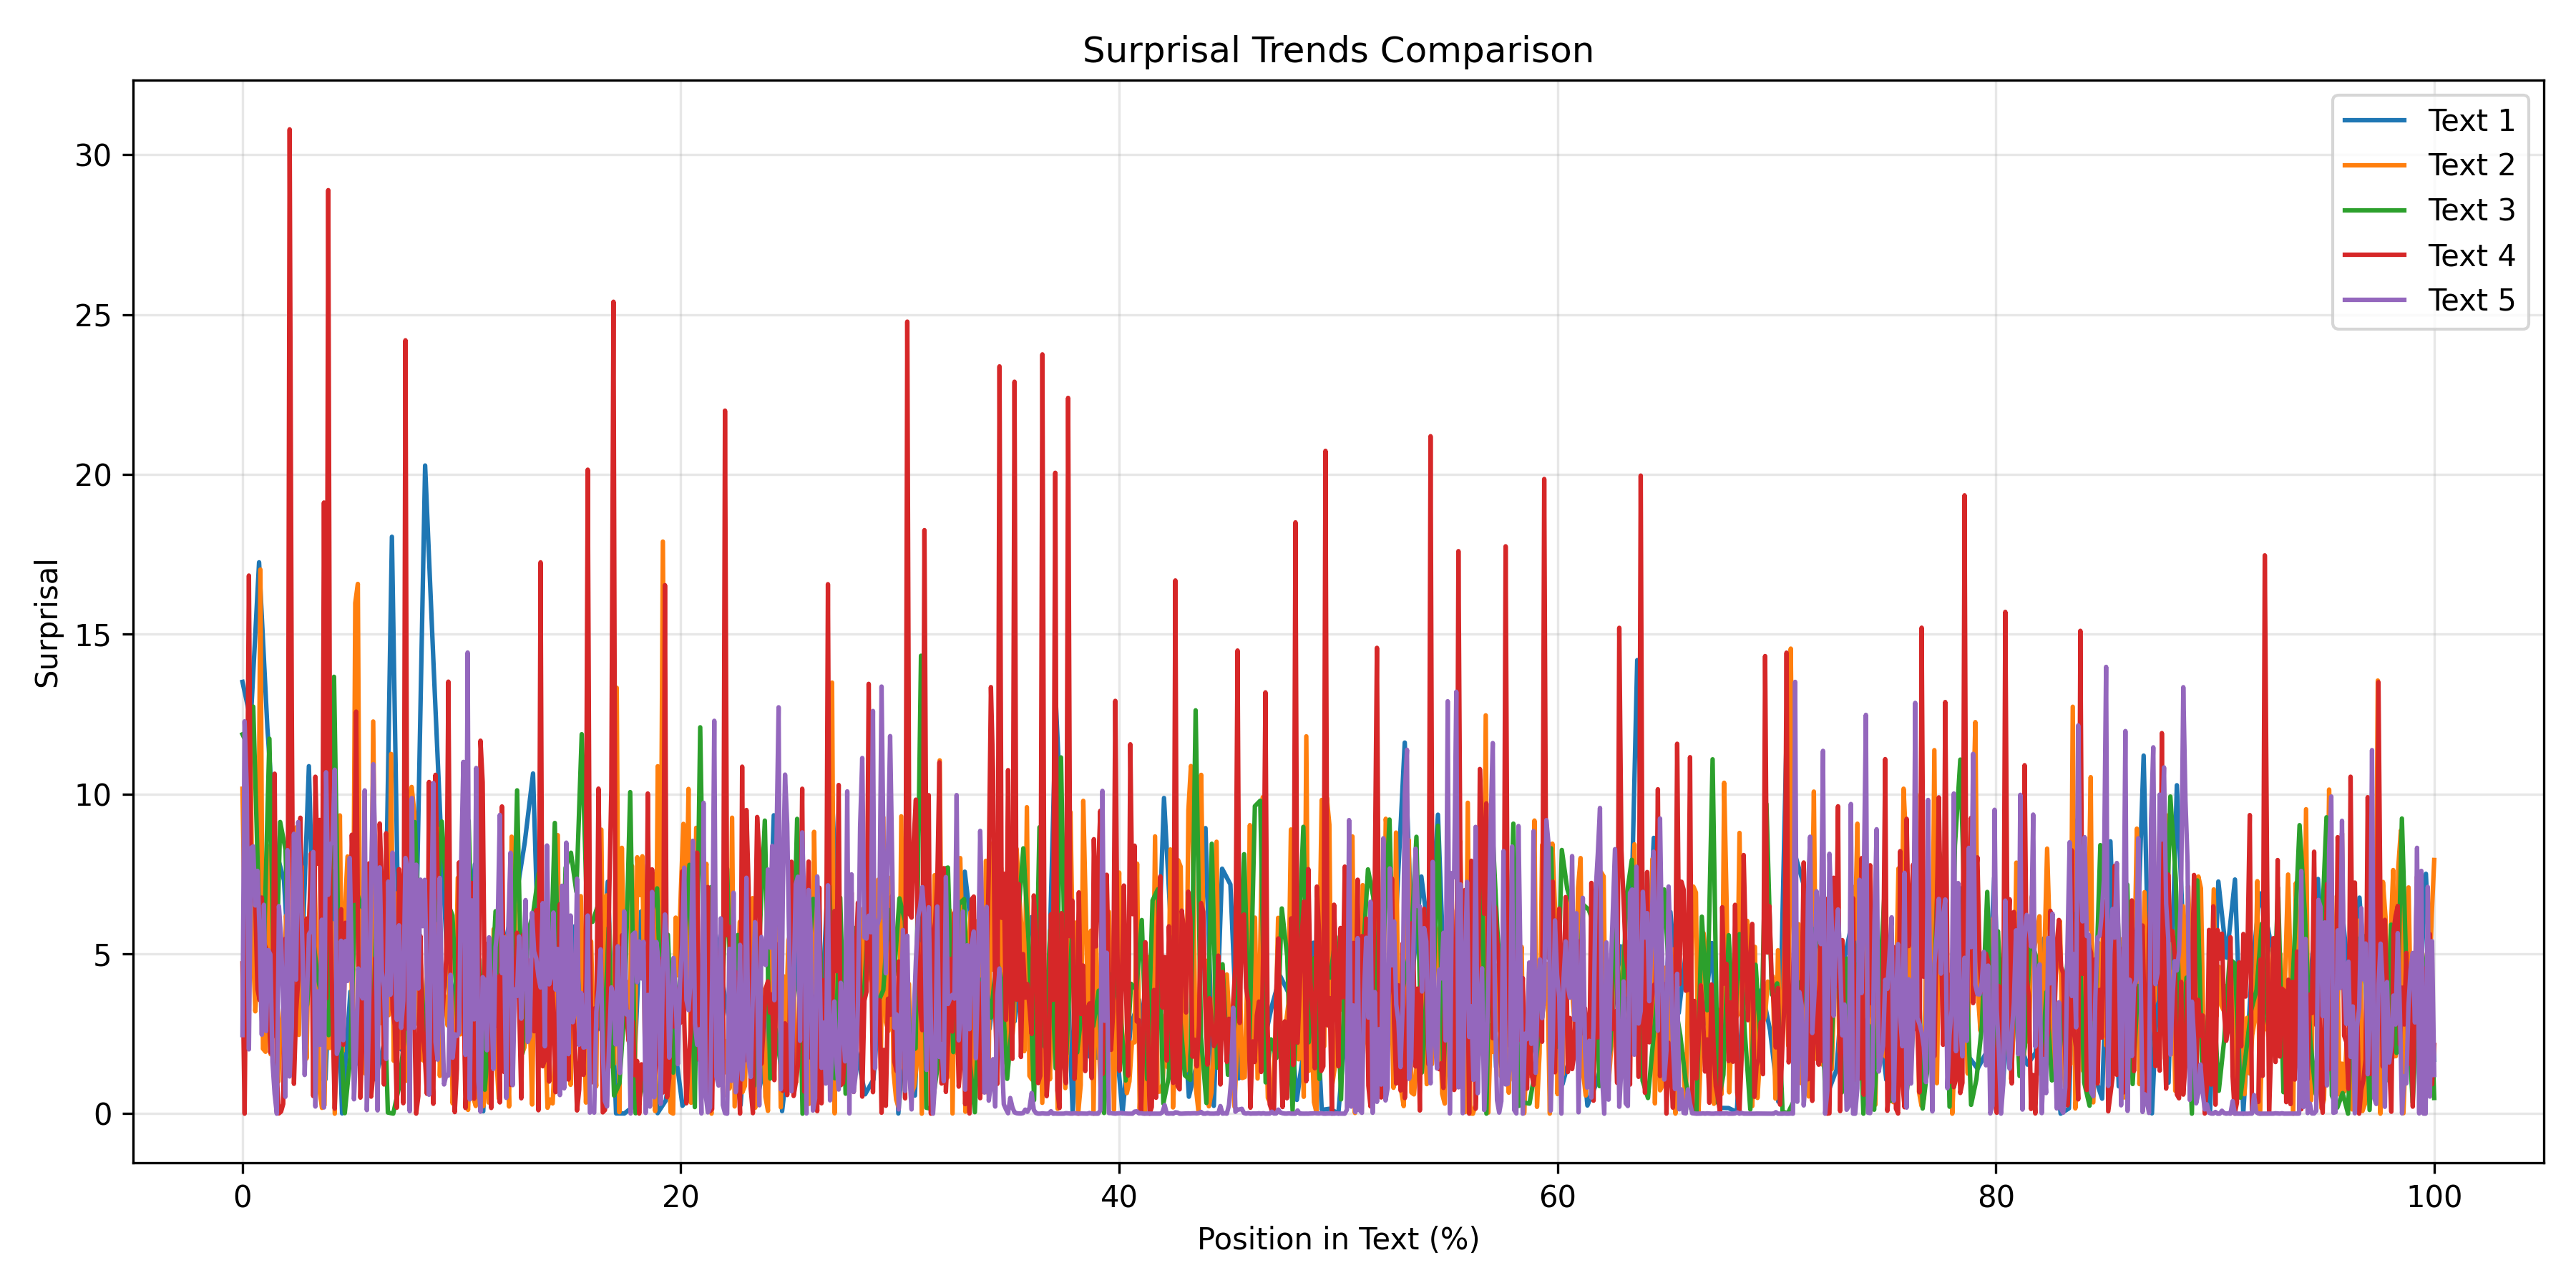 Surprisal Trends Comparison
30
25
20
15
10
5
0
Surprisal
0 20 40 60 80 100
Position in Text (%)
Text 1
Text 2
Text 3
Text 4
Text 5